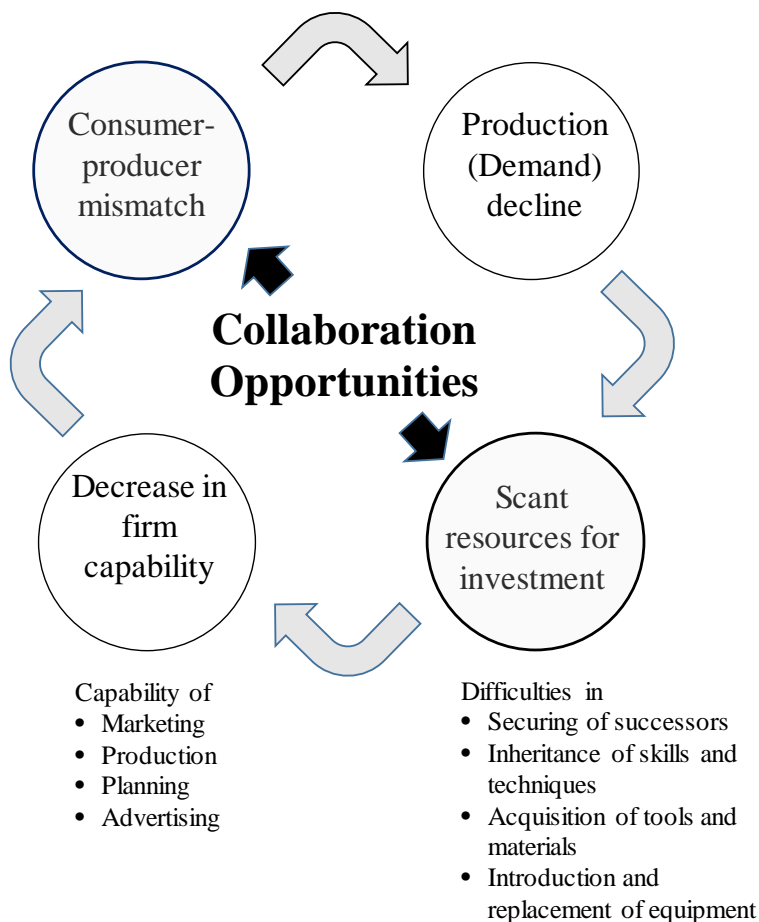 Consumer-
producer
mismatch
Production
(Demand)
decline
Collaboration
Opportunities
Decrease in
firm
capability
Scant
resources for
investment
Capability of
• Marketing
• Production
• Planning
• Advertising
Difficulties in
• Securing of successors
• Inheritance of skills and
techniques
• Acquisition of tools and
materials
• Introduction and
replacement of equipment